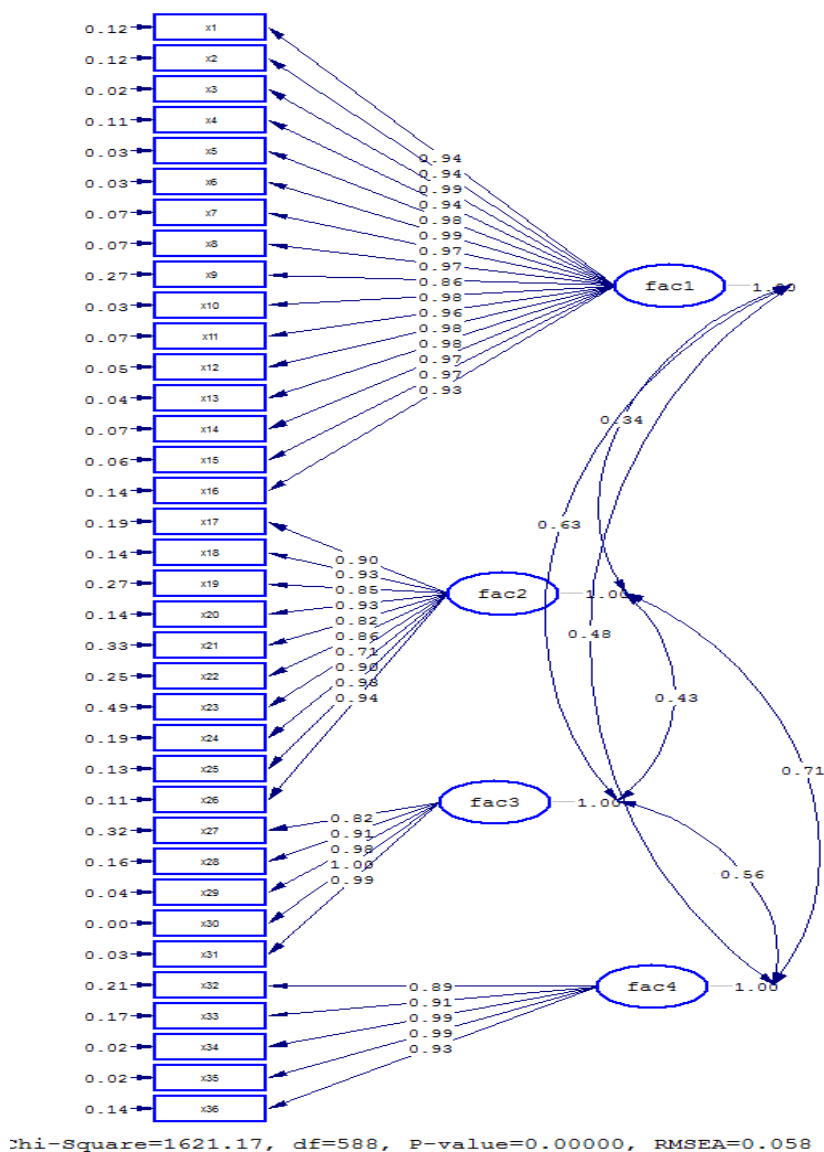 0.12 x1
0.12 x2
0.02 x3
0.11 x4
0.03 x5
0.03 x6
0.07 x7
0.07 x8
0.27 x9
0.03 x10
0.07 x11
0.05 x12
0.04 x13
0.07 x14
0.06 x15
0.14 x16
0.19 x17
0.14 x18
0.27 x19
0.14 x20
0.33 x21
0.25 x22
0.49 x23
0.19 x24
0.13 x25
0.11 x26
0.32 x27
0.16 x28
0.04 x29
0.00 x30
0.03 x31
0.21 x32
0.17 x33
0.02 x34
0.02 x35
0.14 x36
0.94
0.94
0.99
0.94
0.98
0.99
0.97
0.97
0.86
0.98
0.96
0.98
0.98
0.97
0.97
0.93
fac1 1.00
0.90
0.93
0.85
0.93
0.82
0.86
0.71
0.90
0.94
fac2 1.00
0.82
0.91
0.98
1.00
0.99
fac3 1.00
0.89
0.91
0.99
0.99
0.93
fac4 1.00
0.34
0.63
0.48
0.43
0.71
0.56
hi-Square=1621.17, df=588, P-value=0.00000, RMSEA=0.058